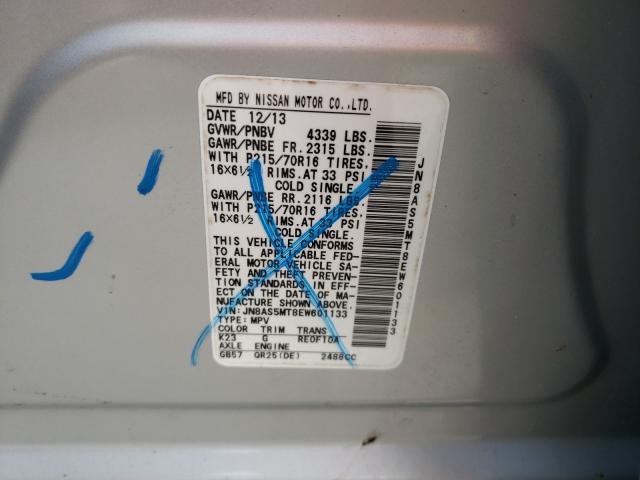 MFD BY NISSAN MOTOR CO.,LTD.
DATE 12/13
GVWR/PNBV 4339 LBS.
GAWR/PNBE FR. 2315 LBS.
WITH P215/70R16 TIRES,
16X6½ RIMS.AT 33 PSI
COLD SINGLE.
GAWR/PNBE RR. 2116 LBS.
WITH P215/70R16 TIRES,
16X6½ RIMS.AT 33 PSI
COLD SINGLE.
THIS VEHICLE CONFORMS
TO ALL APPLICABLE FED-
ERAL MOTOR VEHICLE SA-
FETY AND THEFT PREVEN-
TION STANDARDS IN EFF-
ECT ON THE DATE OF MA-
NUFACTURE SHOWN ABOVE.
VIN:JN8AS5MT8EW601133
TYPE:MPV
COLOR TRIM TRANS
K23 G RE0F10A
AXLE ENGINE
GB57 QR25(DE) 2488CC
JN8AS5MT8EW601133